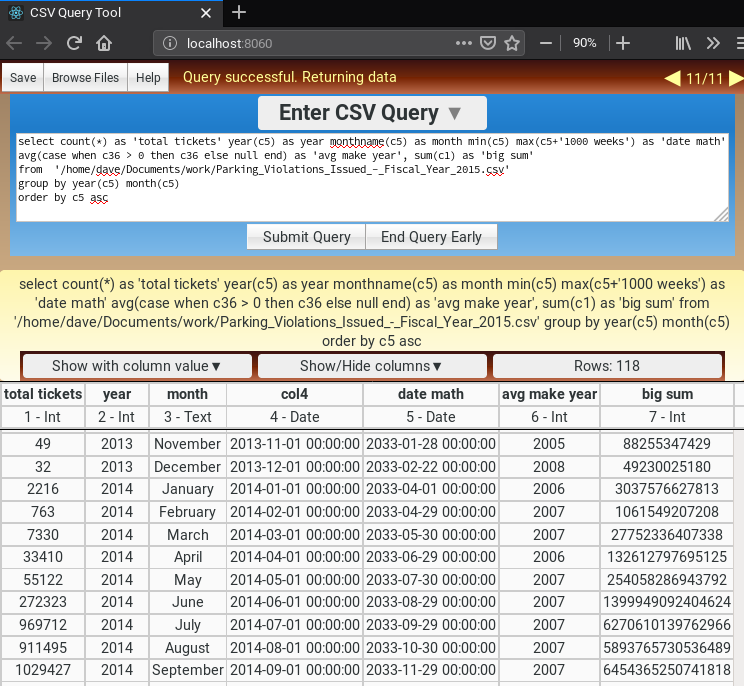 CSV Query Tool
localhost:8060
90%
Save
Browse Files
Help
Query successful. Returning data
11/11
Enter CSV Query ▼
select count(*) as 'total tickets' year(c5) as year monthname(c5) as month min(c5) max(c5+'1000 weeks') as 'date math'
avg(case when c36 > 0 then c36 else null end) as 'avg make year', sum(c1) as 'big sum'
from  '/home/dave/Documents/work/Parking_Violations_Issued_-_Fiscal_Year_2015.csv'
group by year(c5) month(c5)
order by c5 asc
Submit Query
End Query Early
select count(*) as 'total tickets' year(c5) as year monthname(c5) as month min(c5) max(c5+'1000 weeks') as
'date math' avg(case when c36 > 0 then c36 else null end) as 'avg make year', sum(c1) as 'big sum' from
'/home/dave/Documents/work/Parking_Violations_Issued_-_Fiscal_Year_2015.csv' group by year(c5) month(c5)
order by c5 asc
Show with column value▼
Show/Hide columns▼
Rows: 118
total tickets year month col4 date math avg make year big sum
1 - Int 2 - Int 3 - Text 4 - Date 5 - Date 6 - Int 7 - Int
49 2013 November 2013-11-01 00:00:00 2033-01-28 00:00:00 2005 88255347429
32 2013 December 2013-12-01 00:00:00 2033-02-22 00:00:00 2008 49230025180
2216 2014 January 2014-01-01 00:00:00 2033-04-01 00:00:00 2006 3037576627813
763 2014 February 2014-02-01 00:00:00 2033-04-29 00:00:00 2007 1061549207208
7330 2014 March 2014-03-01 00:00:00 2033-05-30 00:00:00 2007 27752336407338
33410 2014 April 2014-04-01 00:00:00 2033-06-29 00:00:00 2006 132612797695125
55122 2014 May 2014-05-01 00:00:00 2033-07-30 00:00:00 2007 254058286943792
272323 2014 June 2014-06-01 00:00:00 2033-08-29 00:00:00 2007 1399949092404624
969712 2014 July 2014-07-01 00:00:00 2033-09-29 00:00:00 2007 6270610139762966
911495 2014 August 2014-08-01 00:00:00 2033-10-30 00:00:00 2007 5893765730536489
1029427 2014 September 2014-09-01 00:00:00 2033-11-29 00:00:00 2007 6454365250741818